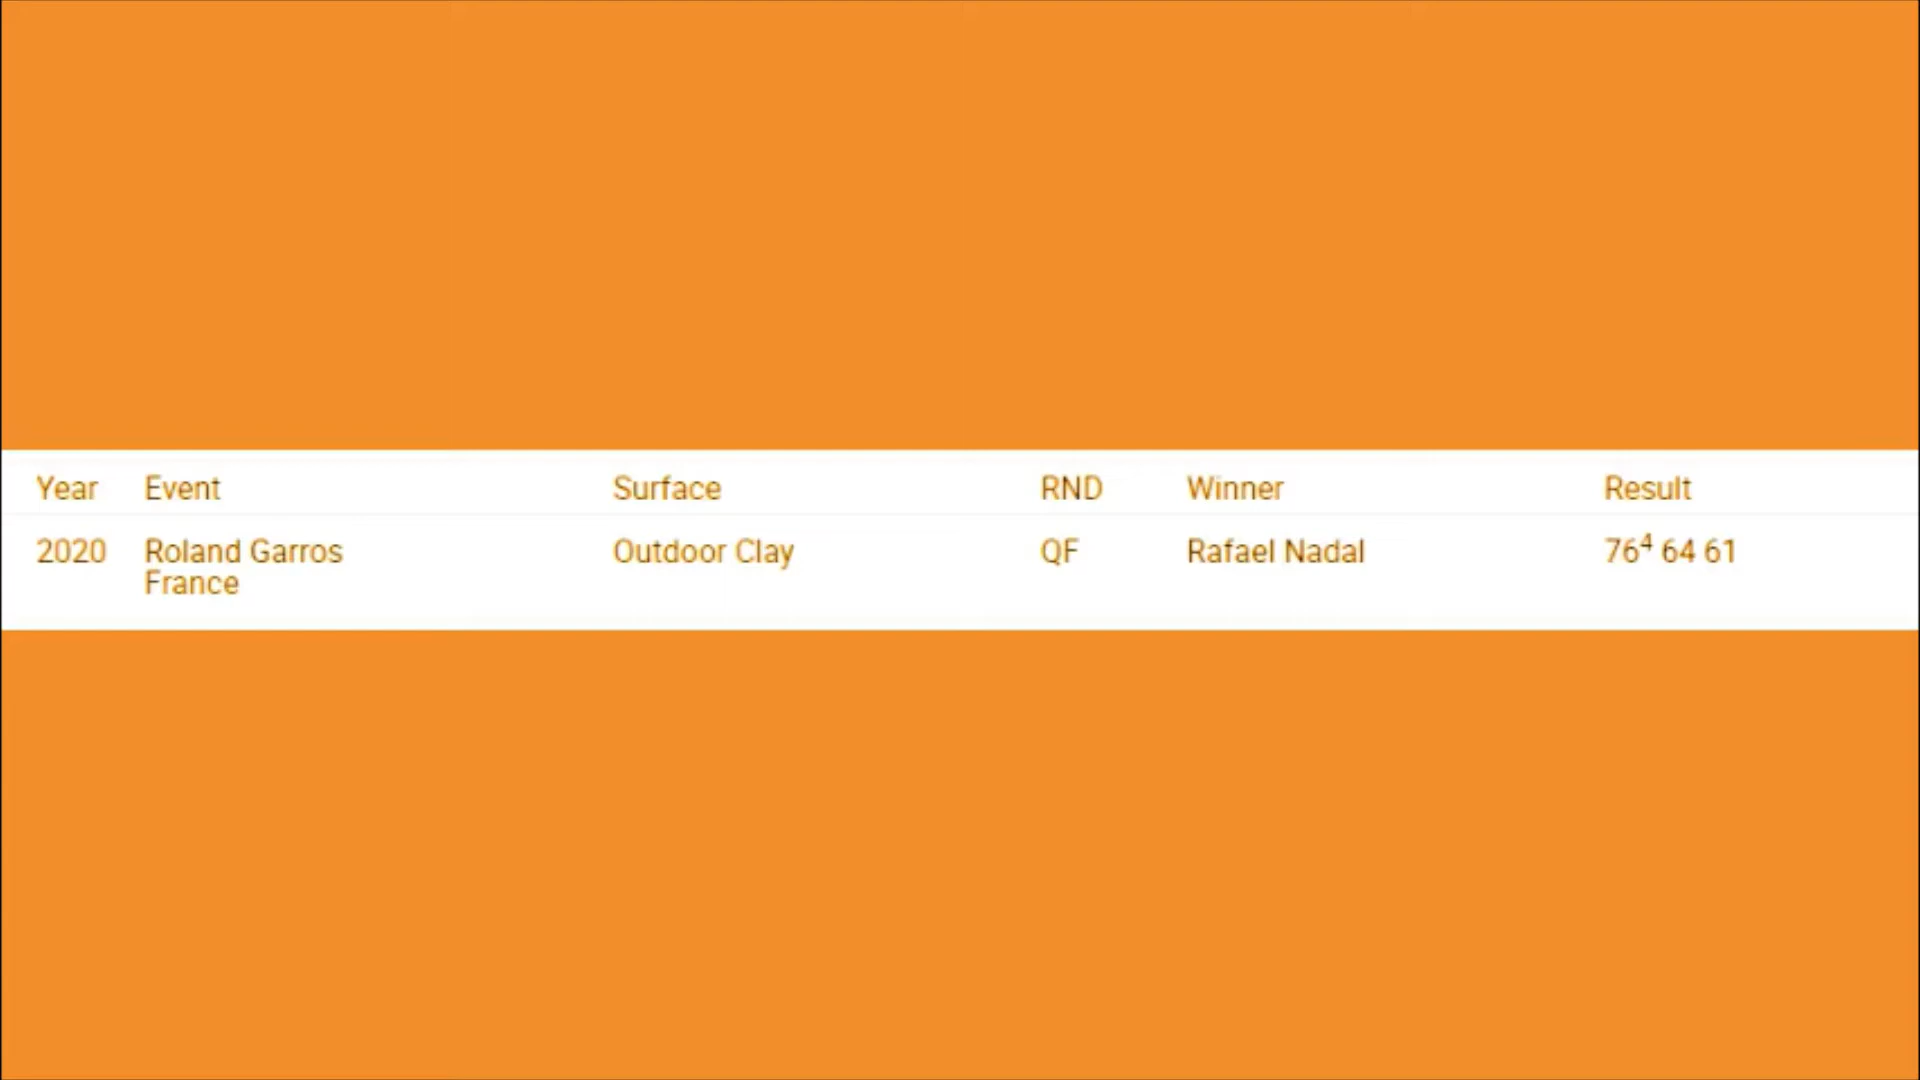 Year Event Surface RND Winner Result
2020 Roland Garros Outdoor Clay QF Rafael Nadal 76⁴ 64 61
France